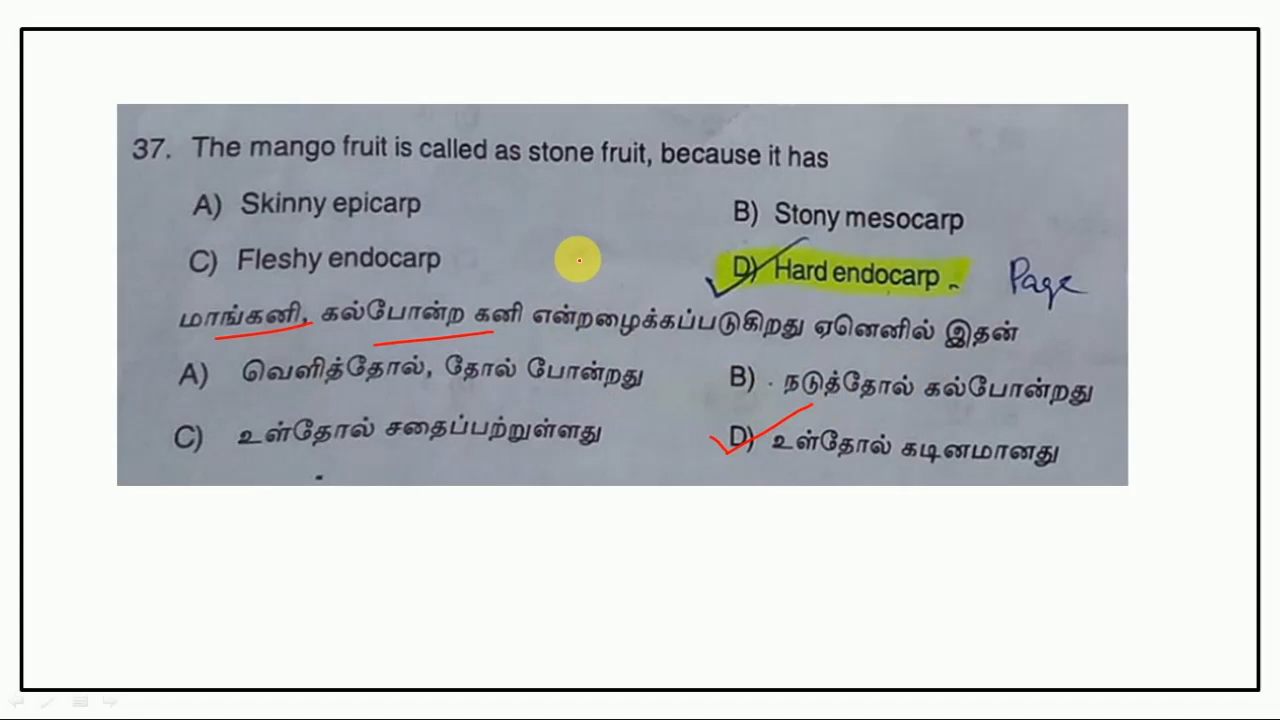 37. The mango fruit is called as stone fruit, because it has
A) Skinny epicarp B) Stony mesocarp
C) Fleshy endocarp D) Hard endocarp Page
மாங்கனி, கல்போன்ற கனி என்றழைக்கப்படுகிறது ஏனெனில் இதன்
A) வெளித்தோல், தோல் போன்றது B) நடுத்தோல் கல்போன்றது
C) உள்தோல் சதைப்பற்றுள்ளது D) உள்தோல் கடினமானது